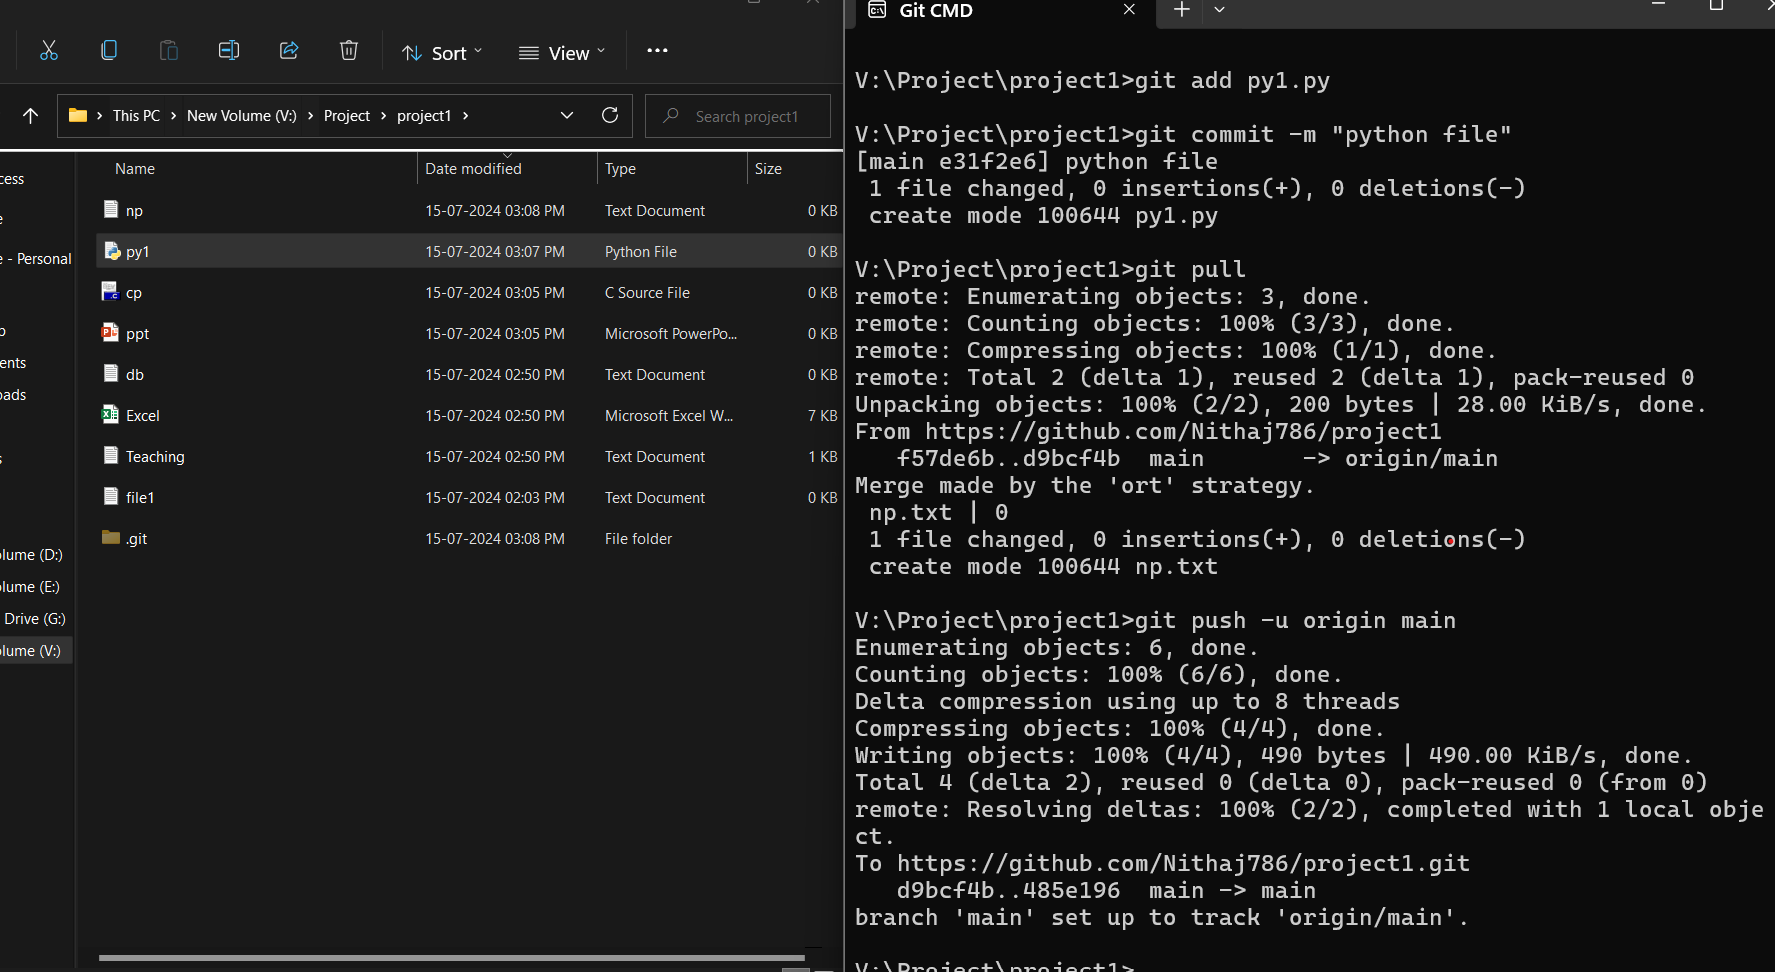 Sort
View
This PC
New Volume (V:)
Project
project1
Search project1
Name
Date modified
Type
Size
cess
e
e - Personal
ents
oads
s
olume (D:)
olume (E:)
Drive (G:)
olume (V:)
np 15-07-2024 03:08 PM Text Document 0 KB
py1 15-07-2024 03:07 PM Python File 0 KB
cp 15-07-2024 03:05 PM C Source File 0 KB
ppt 15-07-2024 03:05 PM Microsoft PowerPo... 0 KB
db 15-07-2024 02:50 PM Text Document 0 KB
Excel 15-07-2024 02:50 PM Microsoft Excel W... 7 KB
Teaching 15-07-2024 02:50 PM Text Document 1 KB
file1 15-07-2024 02:03 PM Text Document 0 KB
.git 15-07-2024 03:08 PM File folder
Git CMD
V:\Project\project1>git add py1.py
V:\Project\project1>git commit -m "python file"
[main e31f2e6] python file
1 file changed, 0 insertions(+), 0 deletions(-)
create mode 100644 py1.py
V:\Project\project1>git pull
remote: Enumerating objects: 3, done.
remote: Counting objects: 100% (3/3), done.
remote: Compressing objects: 100% (1/1), done.
remote: Total 2 (delta 1), reused 2 (delta 1), pack-reused 0
Unpacking objects: 100% (2/2), 200 bytes | 28.00 KiB/s, done.
From https://github.com/Nithaj786/project1
f57de6b..d9bcf4b main -> origin/main
Merge made by the 'ort' strategy.
np.txt | 0
1 file changed, 0 insertions(+), 0 deletions(-)
create mode 100644 np.txt
V:\Project\project1>git push -u origin main
Enumerating objects: 6, done.
Counting objects: 100% (6/6), done.
Delta compression using up to 8 threads
Compressing objects: 100% (4/4), done.
Writing objects: 100% (4/4), 490 bytes | 490.00 KiB/s, done.
Total 4 (delta 2), reused 0 (delta 0), pack-reused 0 (from 0)
remote: Resolving deltas: 100% (2/2), completed with 1 local obje
ct.
To https://github.com/Nithaj786/project1.git
d9bcf4b..485e196 main -> main
branch 'main' set up to track 'origin/main'.
V:\Project\project1>